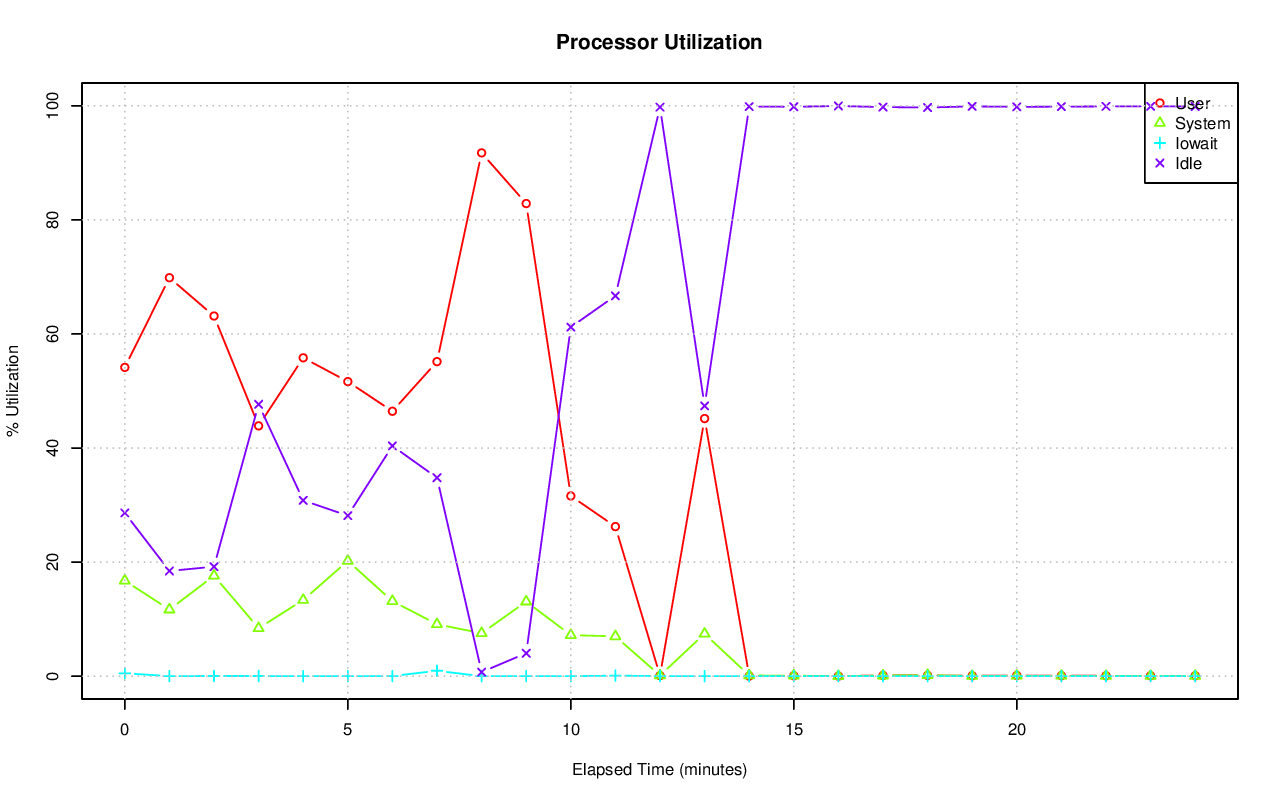 Processor Utilization
% Utilization
100
80
60
40
20
0
User
System
Iowait
Idle
0 5 10 15 20
Elapsed Time (minutes)